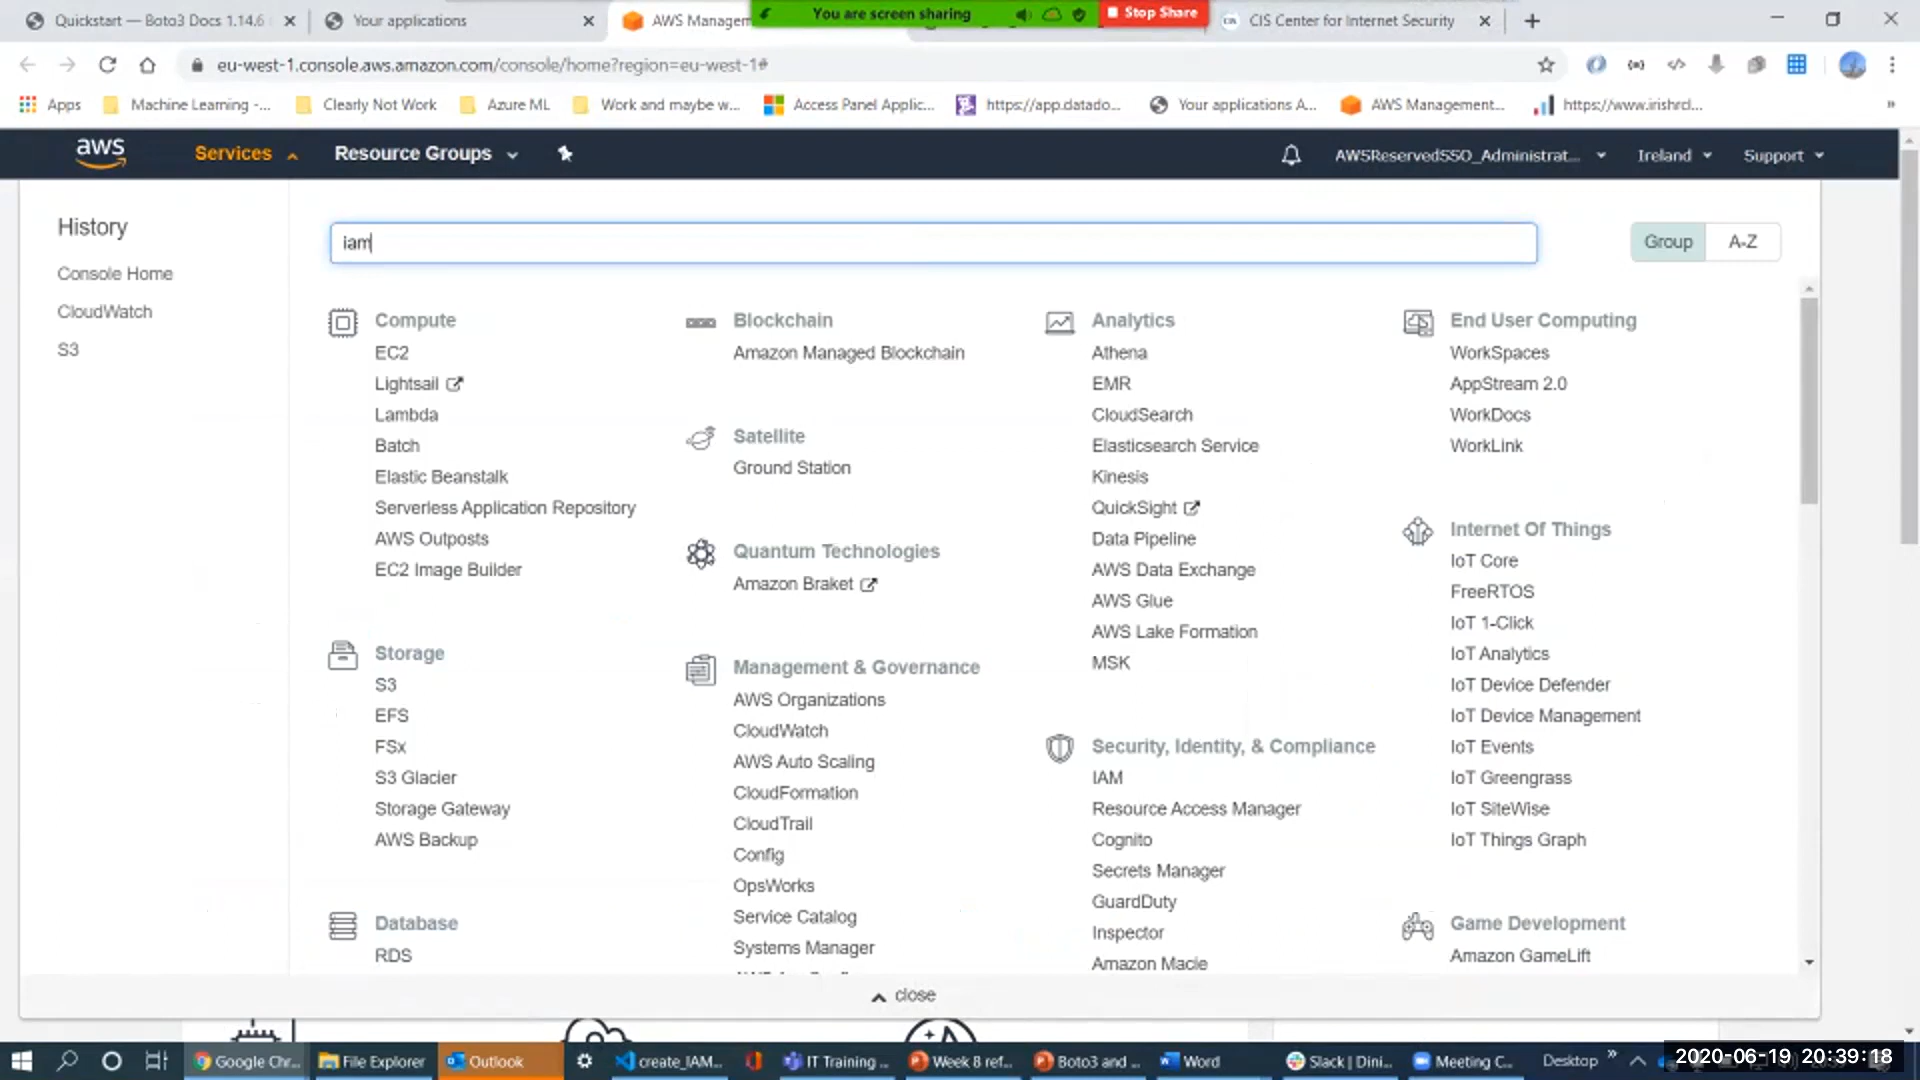 Quickstart — Boto3 Docs 1.14.6
Your applications
AWS Managem
You are screen sharing
Stop Share
CIS Center for Internet Security
eu-west-1.console.aws.amazon.com/console/home?region=eu-west-1#
Apps
Machine Learning -...
Clearly Not Work
Azure ML
Work and maybe w...
Access Panel Applic...
https://app.datado...
Your applications A...
AWS Management...
https://www.irishrcl...
aws
Services
Resource Groups
AWSReservedSSO_Administrat...
Ireland
Support
History
Console Home
CloudWatch
S3
iam
Group
A-Z
Compute
EC2
Lightsail
Lambda
Batch
Elastic Beanstalk
Serverless Application Repository
AWS Outposts
EC2 Image Builder
Storage
S3
EFS
FSx
S3 Glacier
Storage Gateway
AWS Backup
Database
RDS
Blockchain
Amazon Managed Blockchain
Satellite
Ground Station
Quantum Technologies
Amazon Braket
Management & Governance
AWS Organizations
CloudWatch
AWS Auto Scaling
CloudFormation
CloudTrail
Config
OpsWorks
Service Catalog
Systems Manager
Analytics
Athena
EMR
CloudSearch
Elasticsearch Service
Kinesis
QuickSight
Data Pipeline
AWS Data Exchange
AWS Glue
AWS Lake Formation
MSK
Security, Identity, & Compliance
IAM
Resource Access Manager
Cognito
Secrets Manager
GuardDuty
Inspector
Amazon Macie
End User Computing
WorkSpaces
AppStream 2.0
WorkDocs
WorkLink
Internet Of Things
IoT Core
FreeRTOS
IoT 1-Click
IoT Analytics
IoT Device Defender
IoT Device Management
IoT Events
IoT Greengrass
IoT SiteWise
IoT Things Graph
Game Development
Amazon GameLift
close
Google Chr...
File Explorer
Outlook
create_IAM...
IT Training ...
Week 8 ref...
Boto3 and ...
Word
Slack | Dini...
Meeting C...
Desktop
2020-06-19 20:39:18